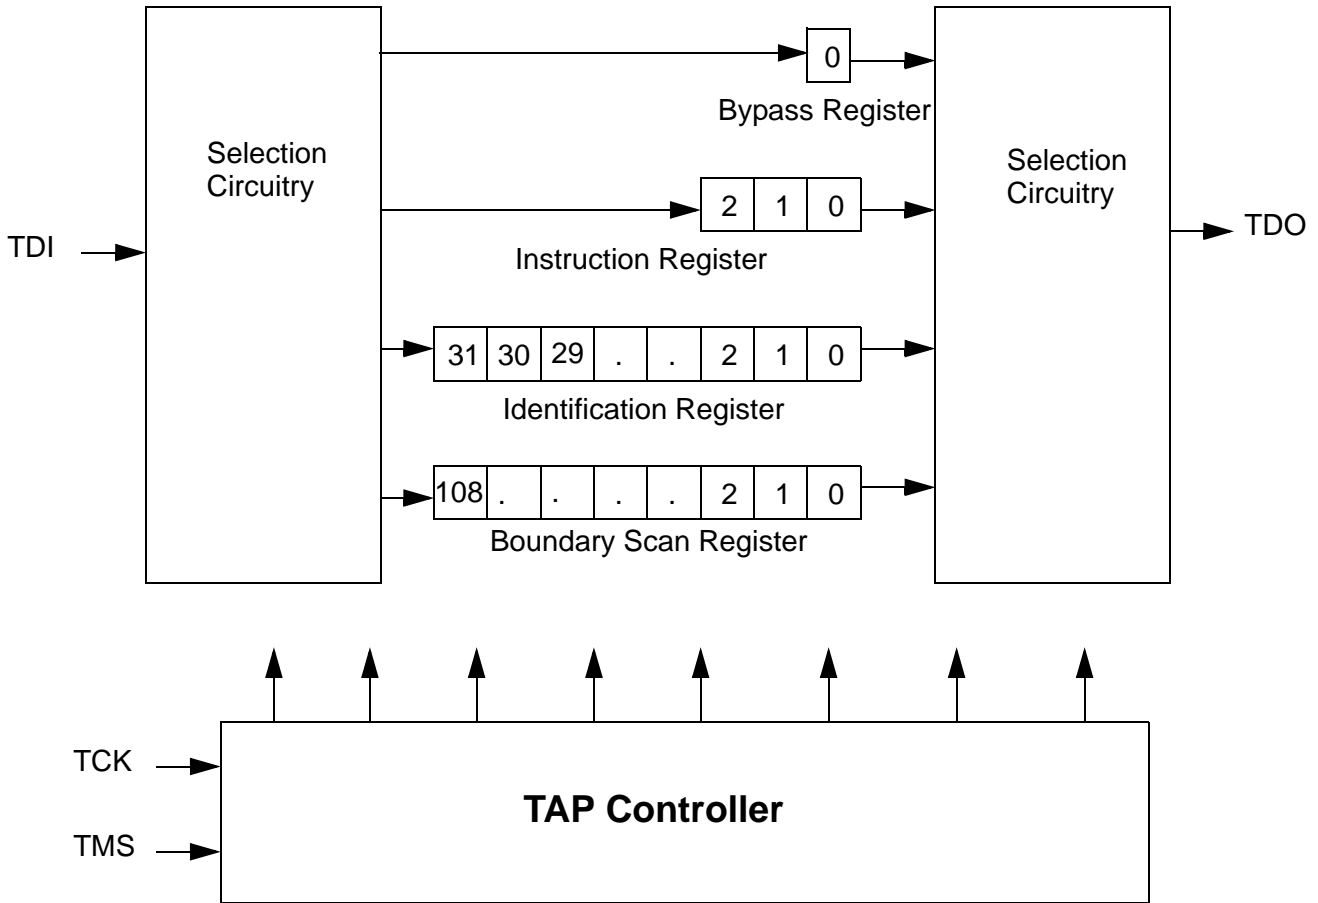 0
Bypass Register
Selection
Circuitry
Selection
Circuitry
2 1 0
TDI
TDO
Instruction Register
31 30 29 . . 2 1 0
Identification Register
108 . . . . 2 1 0
Boundary Scan Register
TCK
TAP Controller
TMS